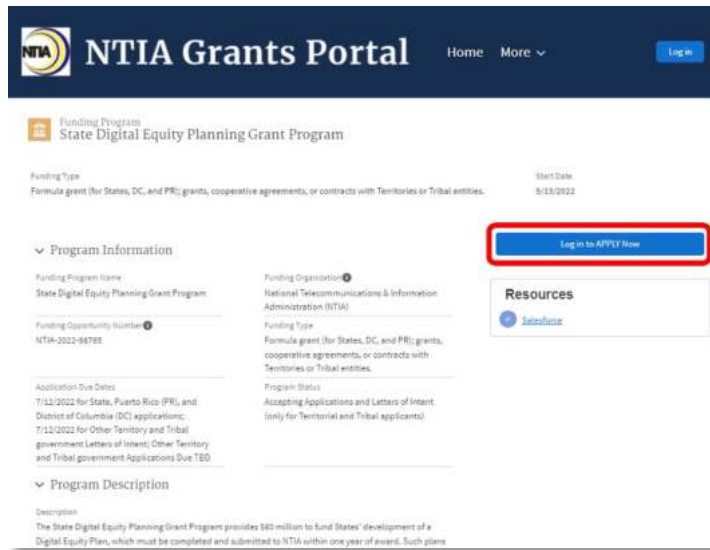 NTIA
NTIA Grants Portal
Home
More
Log in
Funding Program
State Digital Equity Planning Grant Program
Funding Type
Formula grant (for States, DC, and PR); grants, cooperative agreements, or contracts with Territories or Tribal entities.
Start Date
5/13/2022
Log in to APPLY Now
Program Information
Funding Program Name
State Digital Equity Planning Grant Program
Funding Organization
National Telecommunications & Information
Administration (NTIA)
Funding Opportunity Number
NTIA-2022-98765
Funding Type
Formula grant (for States, DC, and PR); grants,
cooperative agreements, or contracts with
Territories or Tribal entities.
Application Due Dates
7/12/2022 for State, Puerto Rico (PR), and
District of Columbia (DC) applications;
7/12/2022 for Other Territory and Tribal
government Letters of Intent; Other Territory
and Tribal government Applications Due TBD
Program Status
Accepting Applications and Letters of Intent
(only for Territorial and Tribal applicants)
Resources
Salesforce
Program Description
Description
The State Digital Equity Planning Grant Program provides $60 million to fund States' development of a
Digital Equity Plan, which must be completed and submitted to NTIA within one year of award. Such plans